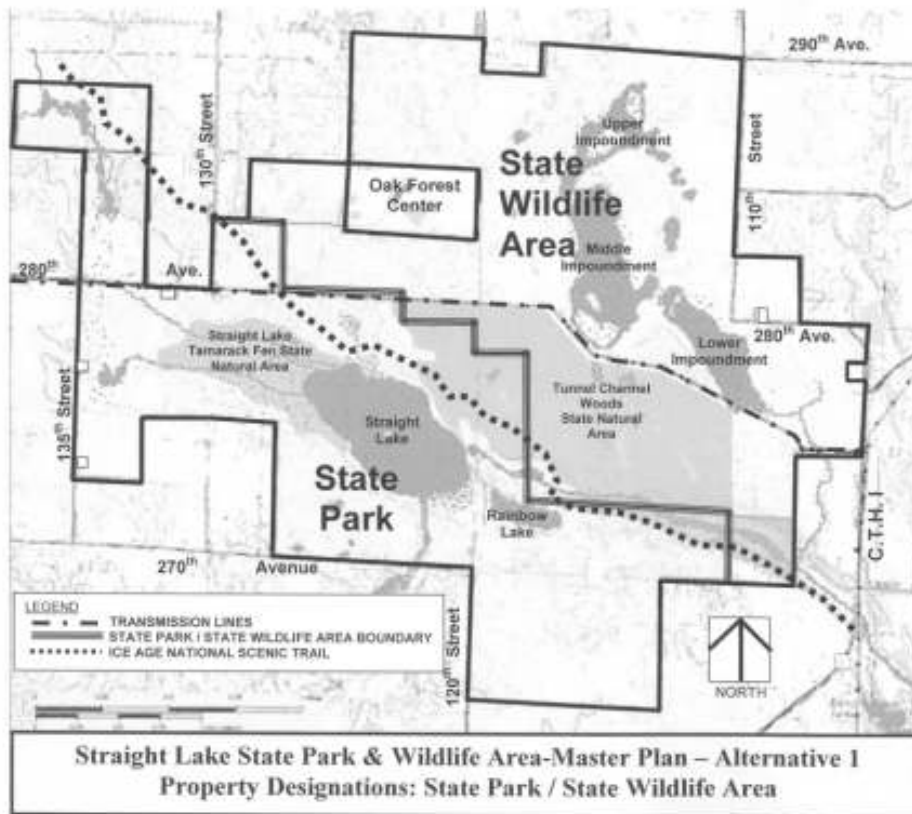 290th Ave.
130th Street
Upper
Impoundment
State
Wildlife
Area
Street
110th
Oak Forest
Center
Middle
Impoundment
280th
Ave.
280th Ave.
Lower
Impoundment
Straight Lake
Tamarack Fen State
Natural Area
Tunnel Channel
Woods
State Natural
Area
135th Street
Straight
Lake
State
Park
Rainbow
Lake
C.T.H. I
270th
Avenue
120th Street
LEGEND
TRANSMISSION LINES
STATE PARK / STATE WILDLIFE AREA BOUNDARY
ICE AGE NATIONAL SCENIC TRAIL
NORTH
Straight Lake State Park & Wildlife Area-Master Plan – Alternative 1
Property Designations: State Park / State Wildlife Area